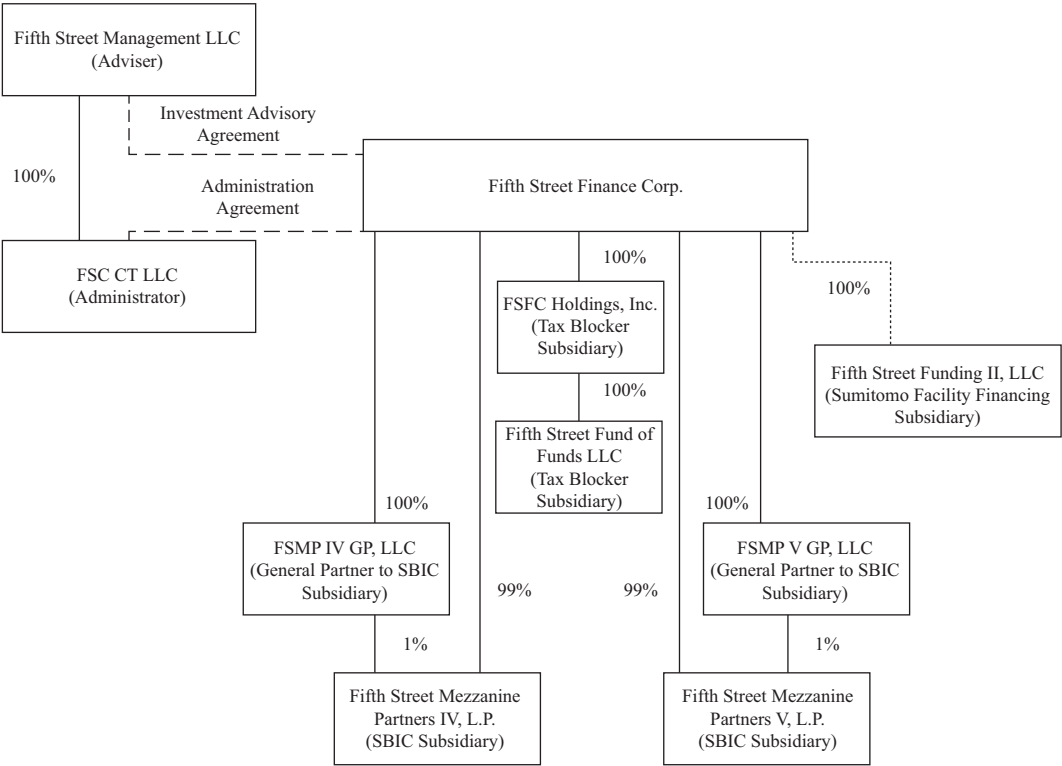 Fifth Street Management LLC
(Adviser)
Investment Advisory
Agreement
100%
Administration
Agreement
Fifth Street Finance Corp.
FSC CT LLC
(Administrator)
100%
FSFC Holdings, Inc.
(Tax Blocker
Subsidiary)
100%
Fifth Street Funding II, LLC
(Sumitomo Facility Financing
Subsidiary)
100%
Fifth Street Fund of
Funds LLC
(Tax Blocker
Subsidiary)
100%
100%
FSMP IV GP, LLC
(General Partner to SBIC
Subsidiary)
FSMP V GP, LLC
(General Partner to SBIC
Subsidiary)
99%
99%
1%
1%
Fifth Street Mezzanine
Partners IV, L.P.
(SBIC Subsidiary)
Fifth Street Mezzanine
Partners V, L.P.
(SBIC Subsidiary)